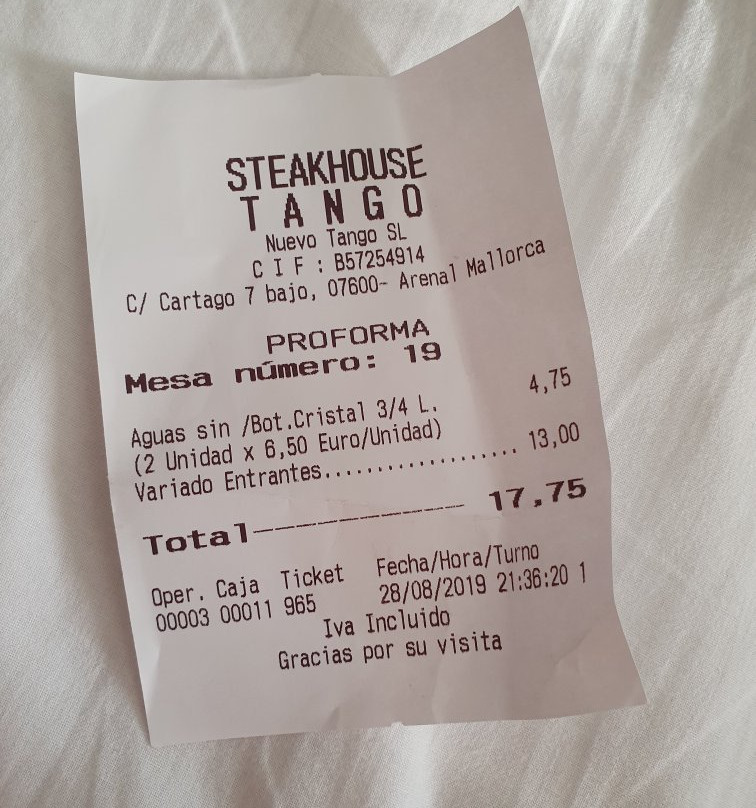 STEAKHOUSE
T A N G O
Nuevo Tango SL
C I F : B57254914
C/ Cartago 7 bajo, 07600- Arenal Mallorca
PROFORMA
Mesa número: 19
Aguas sin /Bot.Cristal 3/4 L. 4,75
(2 Unidad x 6,50 Euro/Unidad)
Variado Entrantes................... 13,00
Total---------------- 17,75
Oper. Caja Ticket Fecha/Hora/Turno
00003 00011 965 28/08/2019 21:36:20 1
Iva Incluido
Gracias por su visita